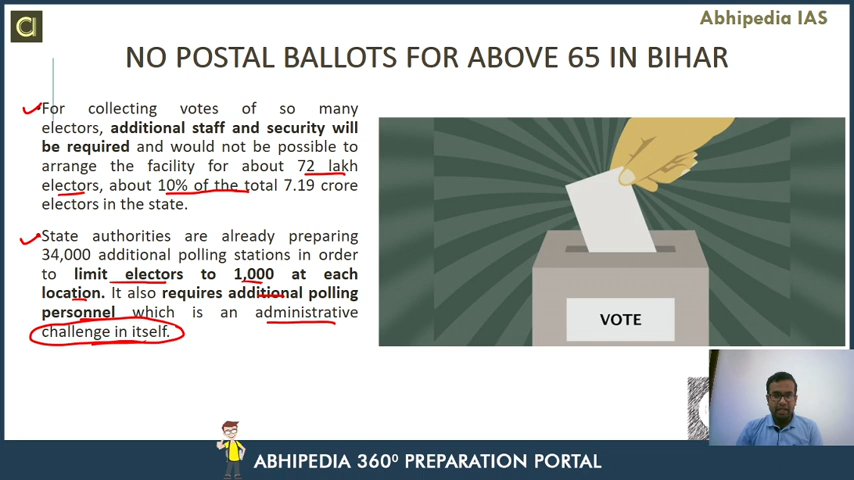 Abhipedia IAS
NO POSTAL BALLOTS FOR ABOVE 65 IN BIHAR
For collecting votes of so many
electors, additional staff and security will
be required and would not be possible to
arrange the facility for about 72 lakh
electors, about 10% of the total 7.19 crore
electors in the state.
State authorities are already preparing
34,000 additional polling stations in order
to limit electors to 1,000 at each
location. It also requires additional polling
personnel which is an administrative
challenge in itself.
VOTE
ABHIPEDIA 360⁰ PREPARATION PORTAL